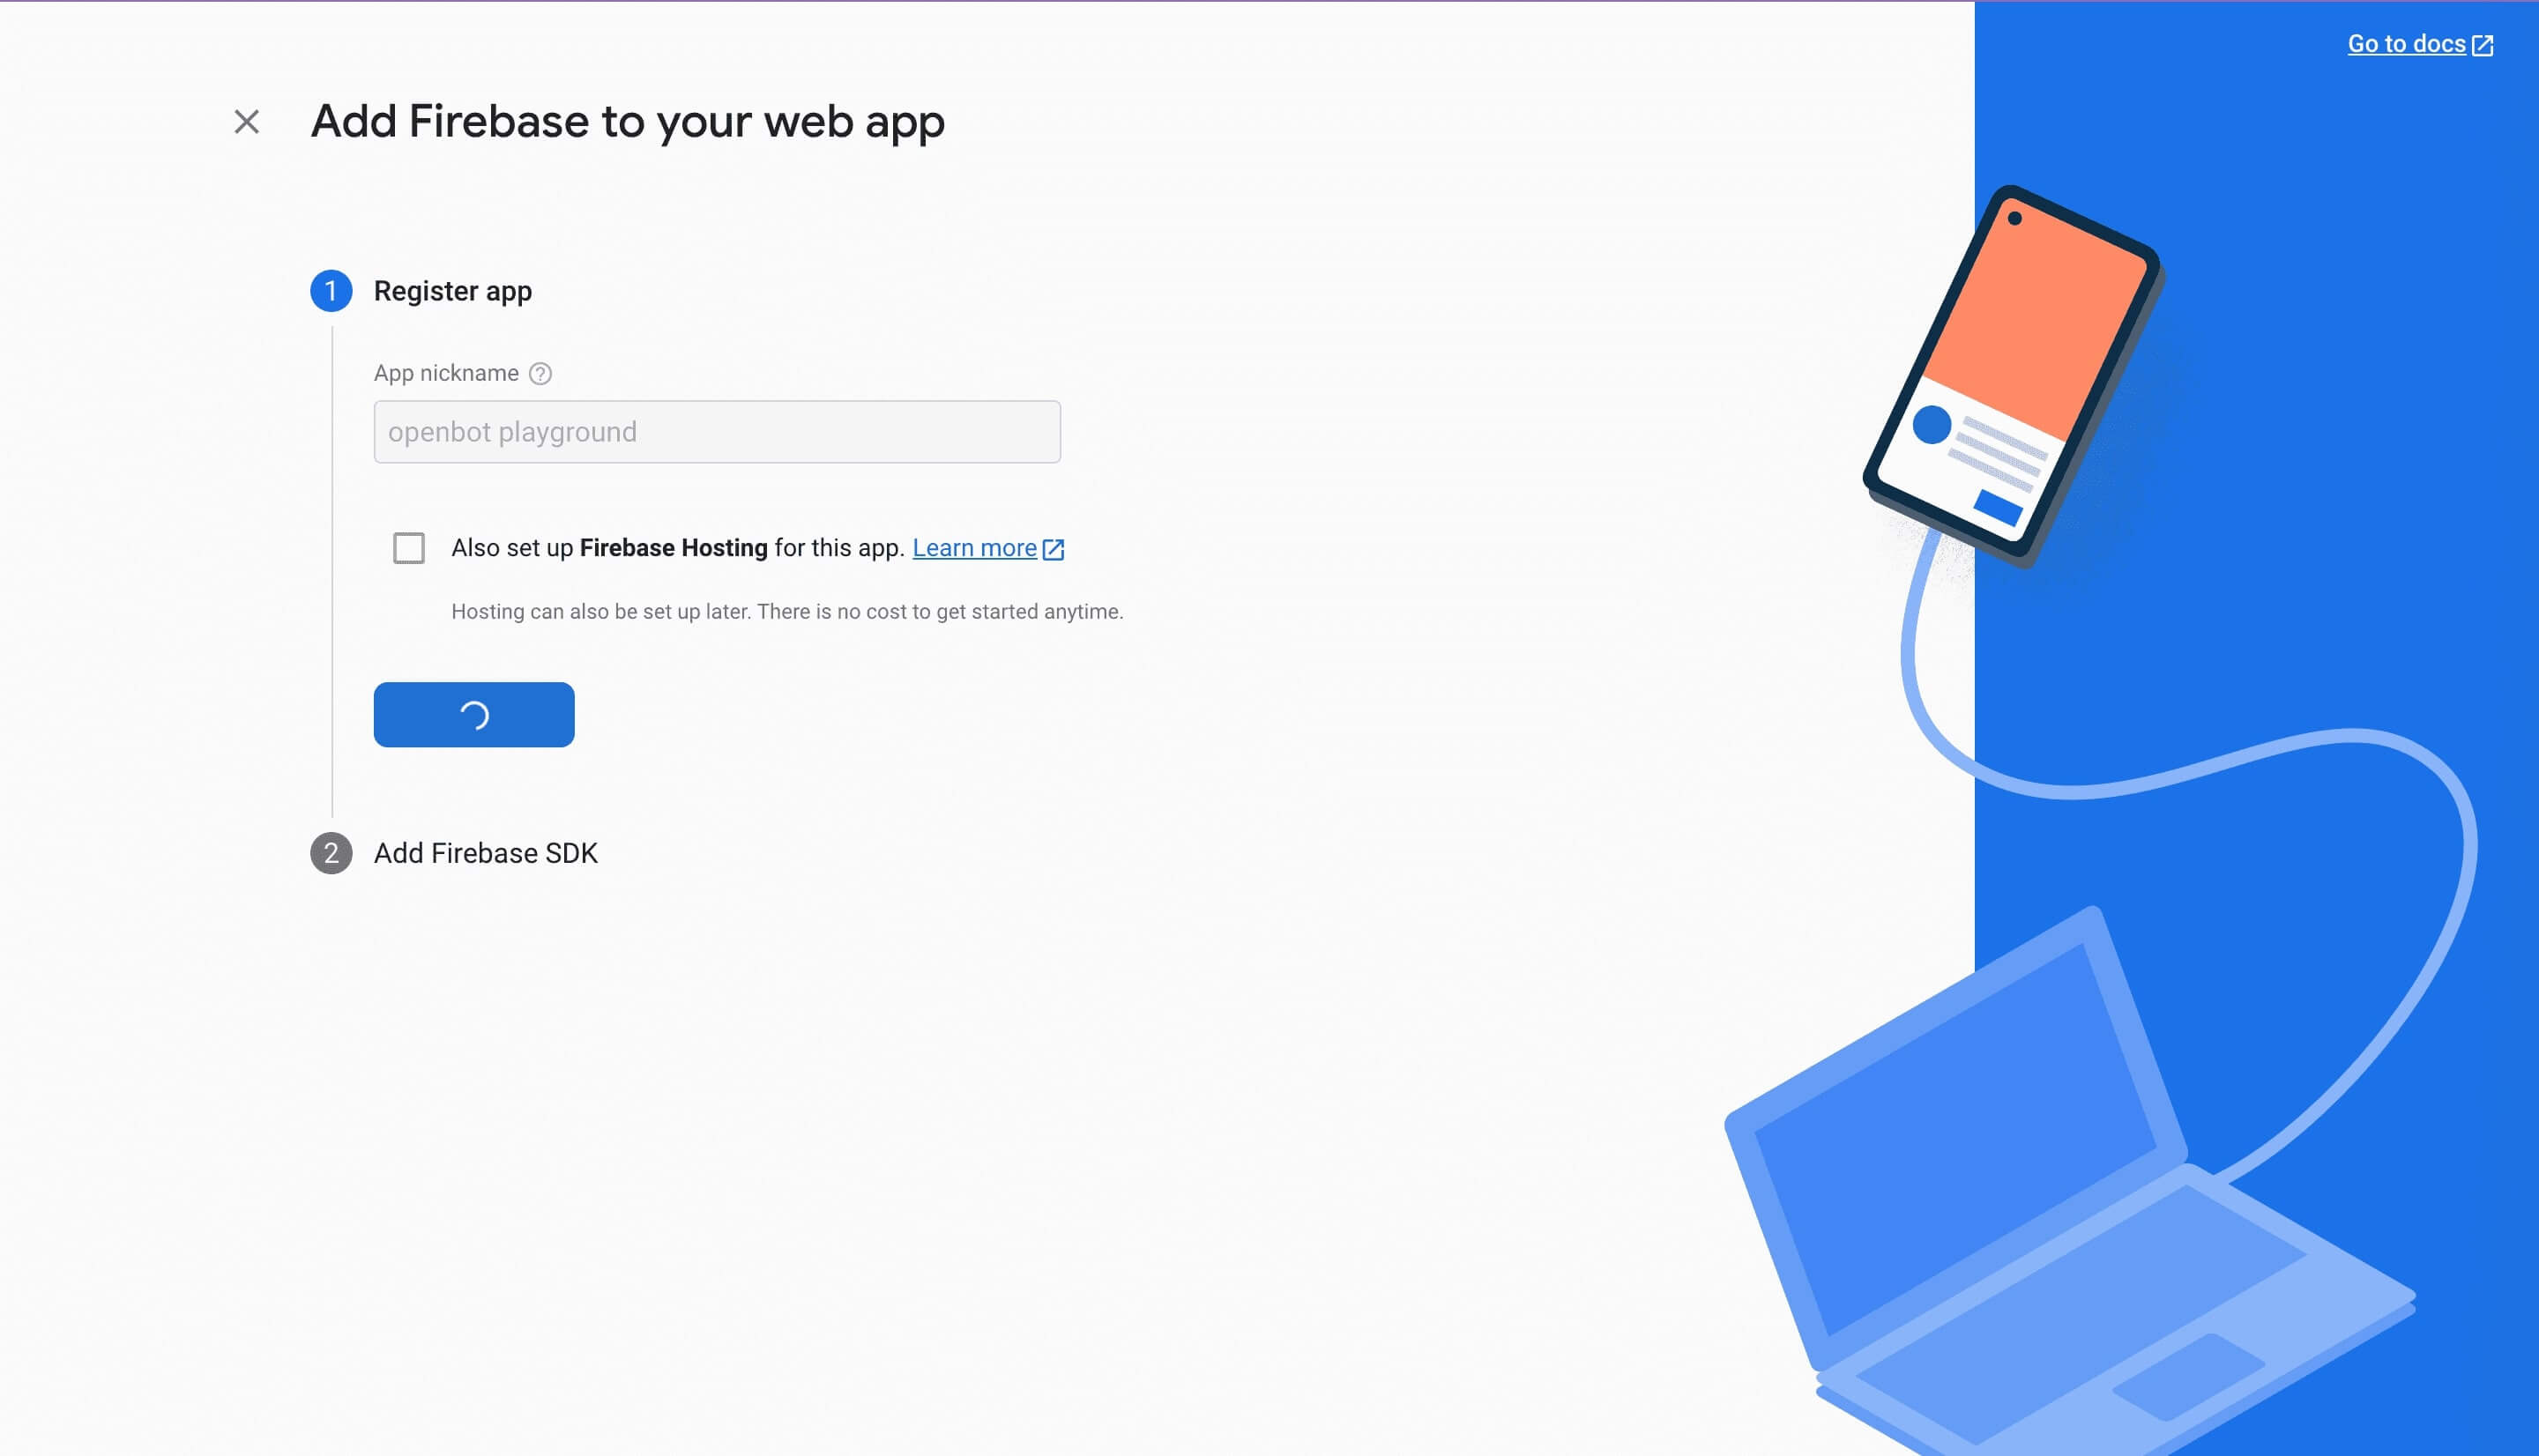 Go to docs
Add Firebase to your web app
1 Register app
App nickname ?
openbot playground
Also set up Firebase Hosting for this app. Learn more
Hosting can also be set up later. There is no cost to get started anytime.
2 Add Firebase SDK